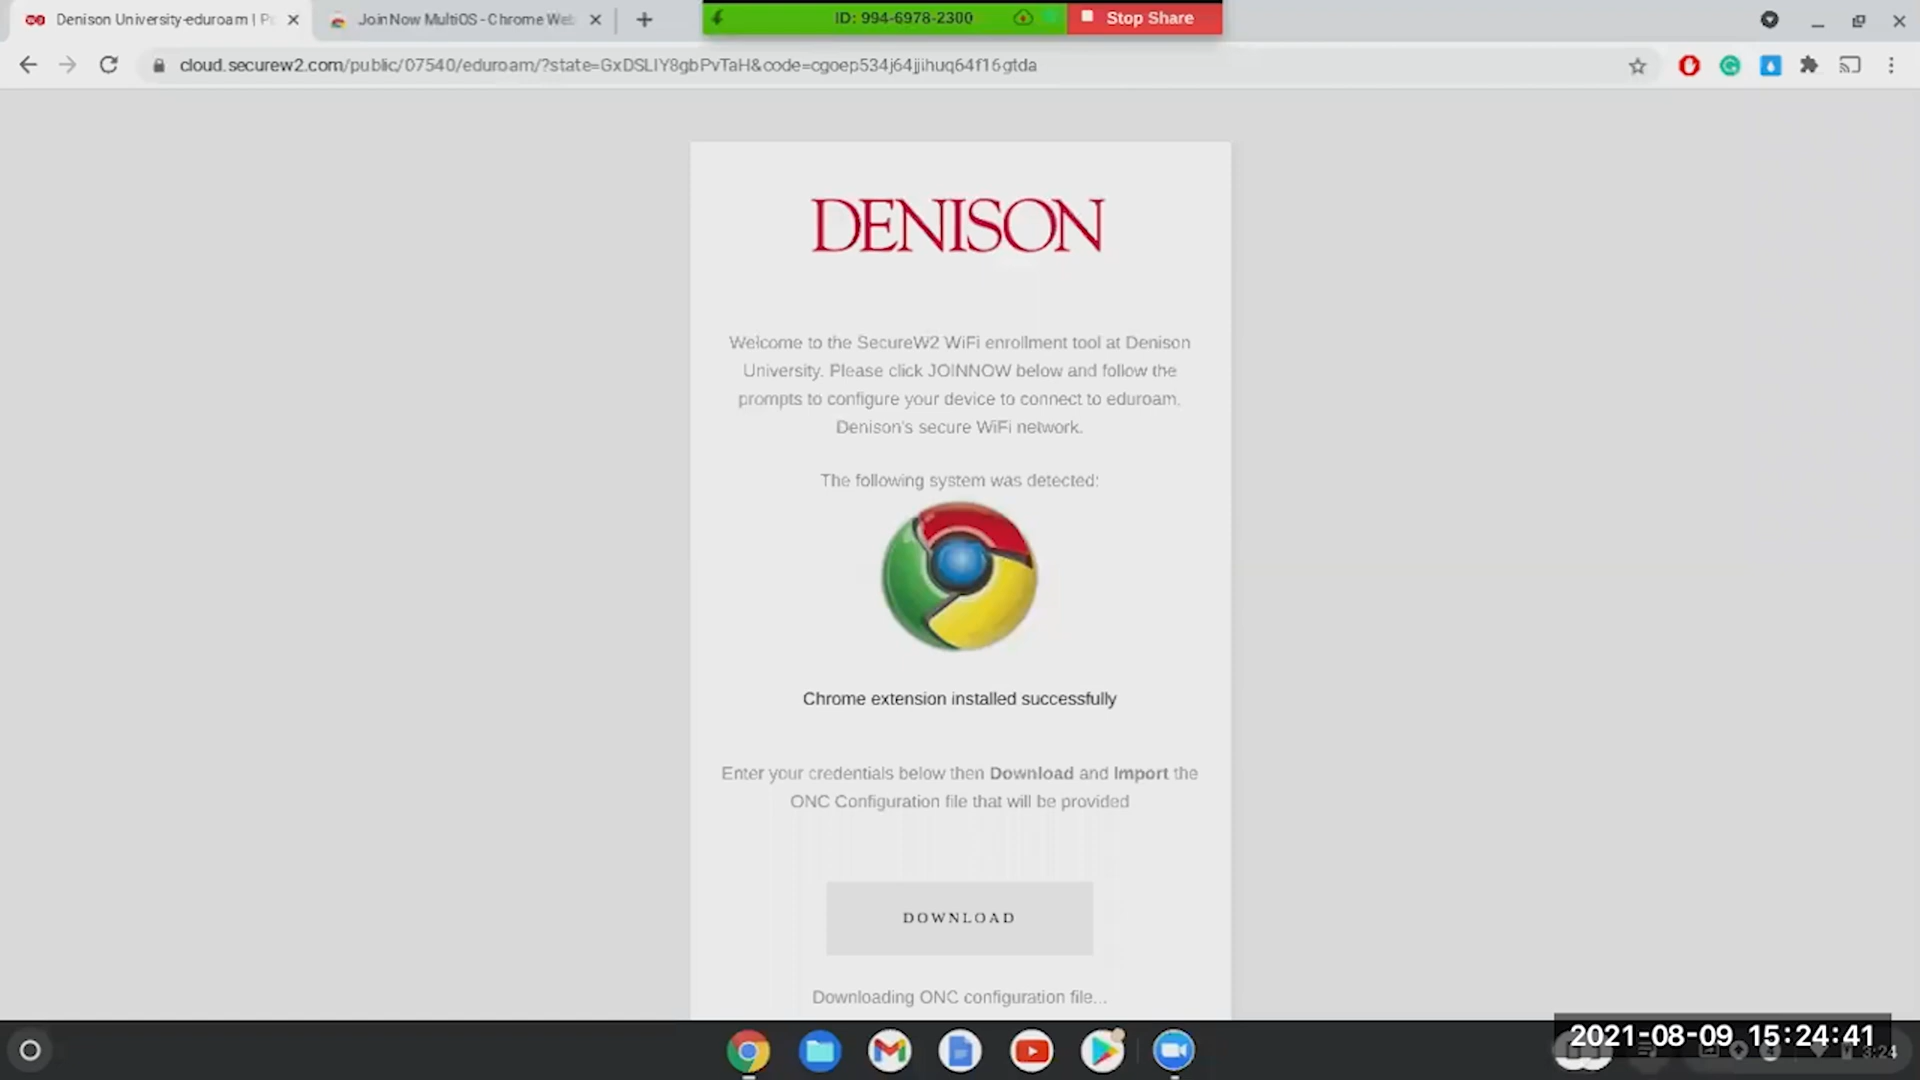 Denison University-eduroam | P
JoinNow MultiOS - Chrome Web
ID: 994-6978-2300
Stop Share
cloud.securew2.com/public/07540/eduroam/?state=GxDSLIY8gbPvTaH&code=cgoep534j64jjihuq64f16gtda
DENISON
Welcome to the SecureW2 WiFi enrollment tool at Denison
University. Please click JOINNOW below and follow the
prompts to configure your device to connect to eduroam,
Denison's secure WiFi network.
The following system was detected:
Chrome extension installed successfully
Enter your credentials below then Download and Import the
ONC Configuration file that will be provided
DOWNLOAD
Downloading ONC configuration file...
2021-08-09 15:24:41
3:24